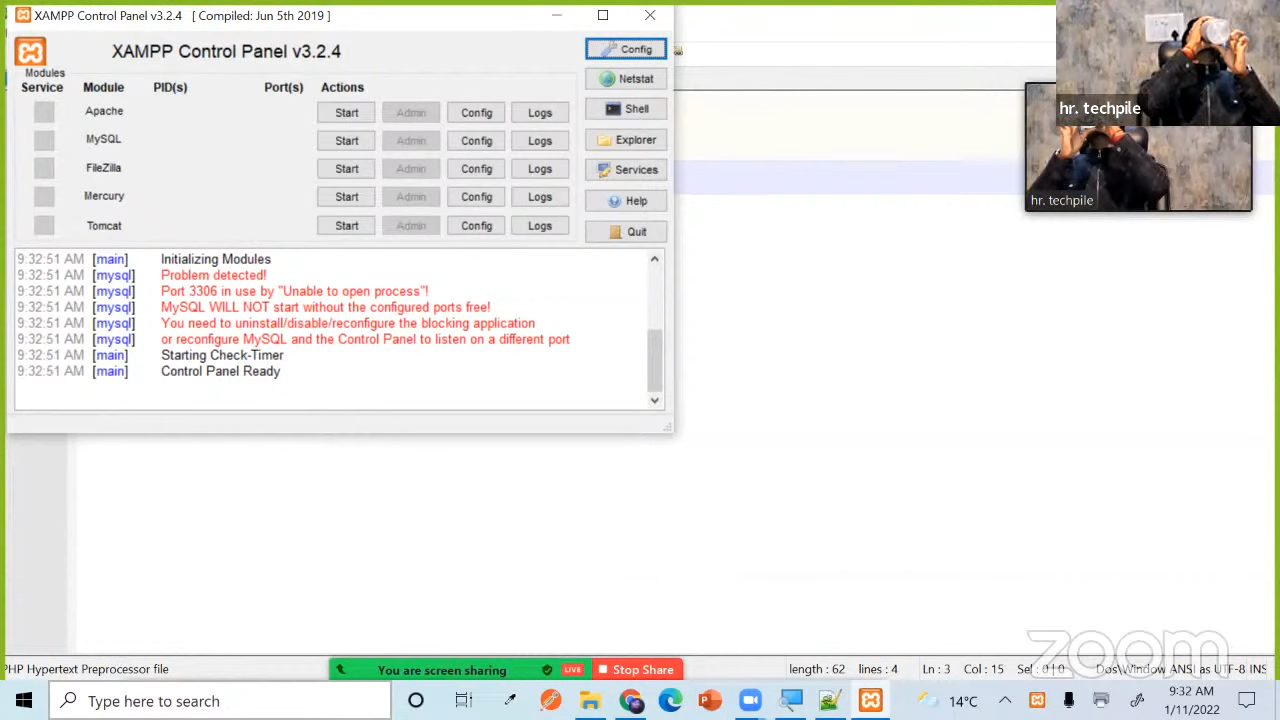 XAMPP Control Panel v3.2.4 [ Compiled: Jun 5th 2019 ]
XAMPP Control Panel v3.2.4
Config
Modules
Service Module PID(s) Port(s) Actions
Netstat
Apache Start Admin Config Logs
Shell
MySQL Start Admin Config Logs
Explorer
FileZilla Start Admin Config Logs
Services
Mercury Start Admin Config Logs
Help
Tomcat Start Admin Config Logs
Quit
9:32:51 AM [main] Initializing Modules
9:32:51 AM [mysql] Problem detected!
9:32:51 AM [mysql] Port 3306 in use by "Unable to open process"!
9:32:51 AM [mysql] MySQL WILL NOT start without the configured ports free!
9:32:51 AM [mysql] You need to uninstall/disable/reconfigure the blocking application
9:32:51 AM [mysql] or reconfigure MySQL and the Control Panel to listen on a different port
9:32:51 AM [main] Starting Check-Timer
9:32:51 AM [main] Control Panel Ready
hr. techpile
hr. techpile
zoom
PHP Hypertext Preprocessor file
You are screen sharing LIVE Stop Share
length: 62 lines: 4 Ln: 3 Sel: 0 | 0 INS
Type here to search
14°C
9:32 AM
1/11/2022